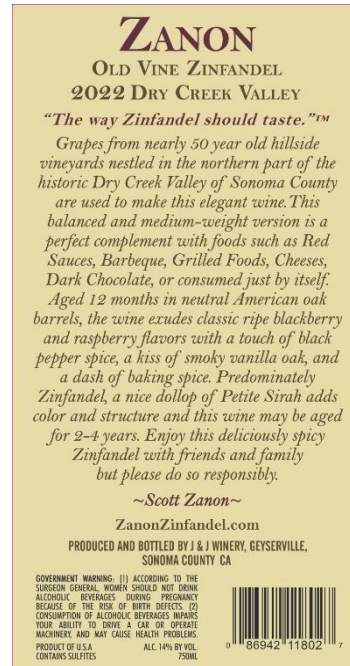 ZANON
OLD VINE ZINFANDEL
2022 DRY CREEK VALLEY
“The way Zinfandel should taste.”™
Grapes from nearly 50 year old hillside
vineyards nestled in the northern part of the
historic Dry Creek Valley of Sonoma County
are used to make this elegant wine.This
balanced and medium-weight version is a
perfect complement with foods such as Red
Sauces, Barbeque, Grilled Foods, Cheeses,
Dark Chocolate, or consumed just by itself.
Aged 12 months in neutral American oak
barrels, the wine exudes classic ripe blackberry
and raspberry flavors with a touch of black
pepper spice, a kiss of smoky vanilla oak, and
a dash of baking spice. Predominately
Zinfandel, a nice dollop of Petite Sirah adds
color and structure and this wine may be aged
for 2-4 years. Enjoy this deliciously spicy
Zinfandel with friends and family
but please do so responsibly.
~Scott Zanon~
ZanonZinfandel.com
PRODUCED AND BOTTLED BY J & J WINERY, GEYSERVILLE,
SONOMA COUNTY CA
GOVERNMENT WARNING: (1) ACCORDING TO THE
SURGEON GENERAL, WOMEN SHOULD NOT DRINK
ALCOHOLIC BEVERAGES DURING PREGNANCY
BECAUSE OF THE RISK OF BIRTH DEFECTS. (2)
CONSUMPTION OF ALCOHOLIC BEVERAGES IMPAIRS
YOUR ABILITY TO DRIVE A CAR OR OPERATE
MACHINERY, AND MAY CAUSE HEALTH PROBLEMS.
PRODUCT OF U.S.A ALC. 14% BY VOL.
CONTAINS SULFITES 750ML
0 86942 11802 7